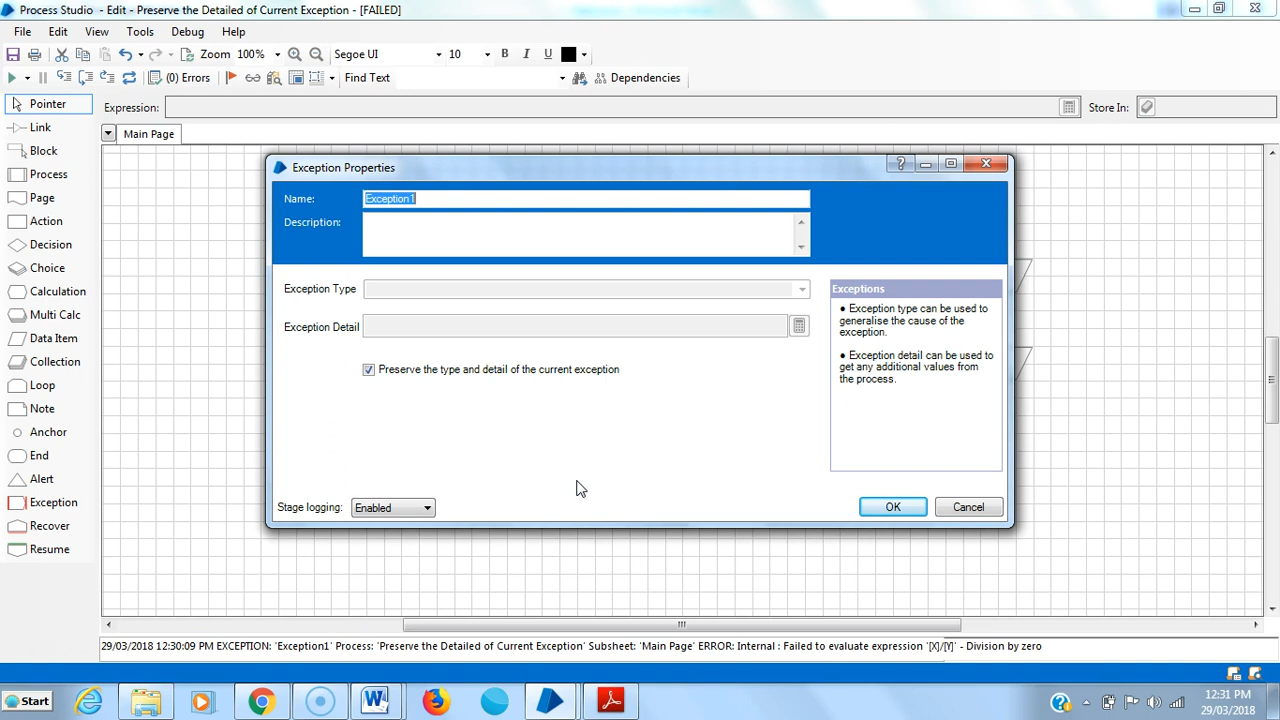 Process Studio - Edit - Preserve the Detailed of Current Exception - [FAILED]
File Edit View Tools Debug Help
Zoom 100% Segoe UI 10 B I U
(0) Errors Find Text Dependencies
Pointer Expression: Store In:
Link
Main Page
Block
Process
Page
Action
Decision
Choice
Calculation
Multi Calc
Data Item
Collection
Loop
Note
Anchor
End
Alert
Exception
Recover
Resume
Exception Properties
Name: Exception1
Description:
Exception Type
Exception Detail
Preserve the type and detail of the current exception
Exceptions
● Exception type can be used to
generalise the cause of the
exception.
● Exception detail can be used to
get any additional values from
the process.
Stage logging: Enabled OK Cancel
29/03/2018 12:30:09 PM EXCEPTION: 'Exception1' Process: 'Preserve the Detailed of Current Exception' Subsheet: 'Main Page' ERROR: Internal : Failed to evaluate expression '[X]/[Y]' - Division by zero
Start
12:31 PM
29/03/2018